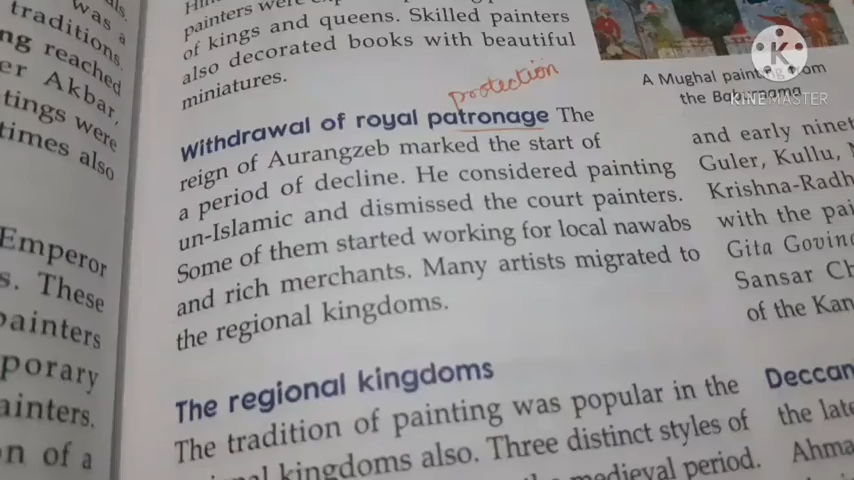 was a
traditions.
ng reached
er Akbar,
tings were
times also
Emperor
s. These
painters
porary
ainters.
n of a
painters were
of kings and queens. Skilled painters
also decorated books with beautiful
miniatures.
protection
Withdrawal of royal patronage The
reign of Aurangzeb marked the start of
a period of decline. He considered painting
un-Islamic and dismissed the court painters.
Some of them started working for local nawabs
and rich merchants. Many artists migrated to
the regional kingdoms.
The regional kingdoms
The tradition of painting was popular in the
kingdoms also. Three distinct styles of
medieval period.
A Mughal painting from
the Baburnama
KINEMASTER
and early ninet
Guler, Kullu,
Krishna-Radh
with the pai
Gita Govin
Sansar Ch
of the Kan
Deccan
the late
Ahma